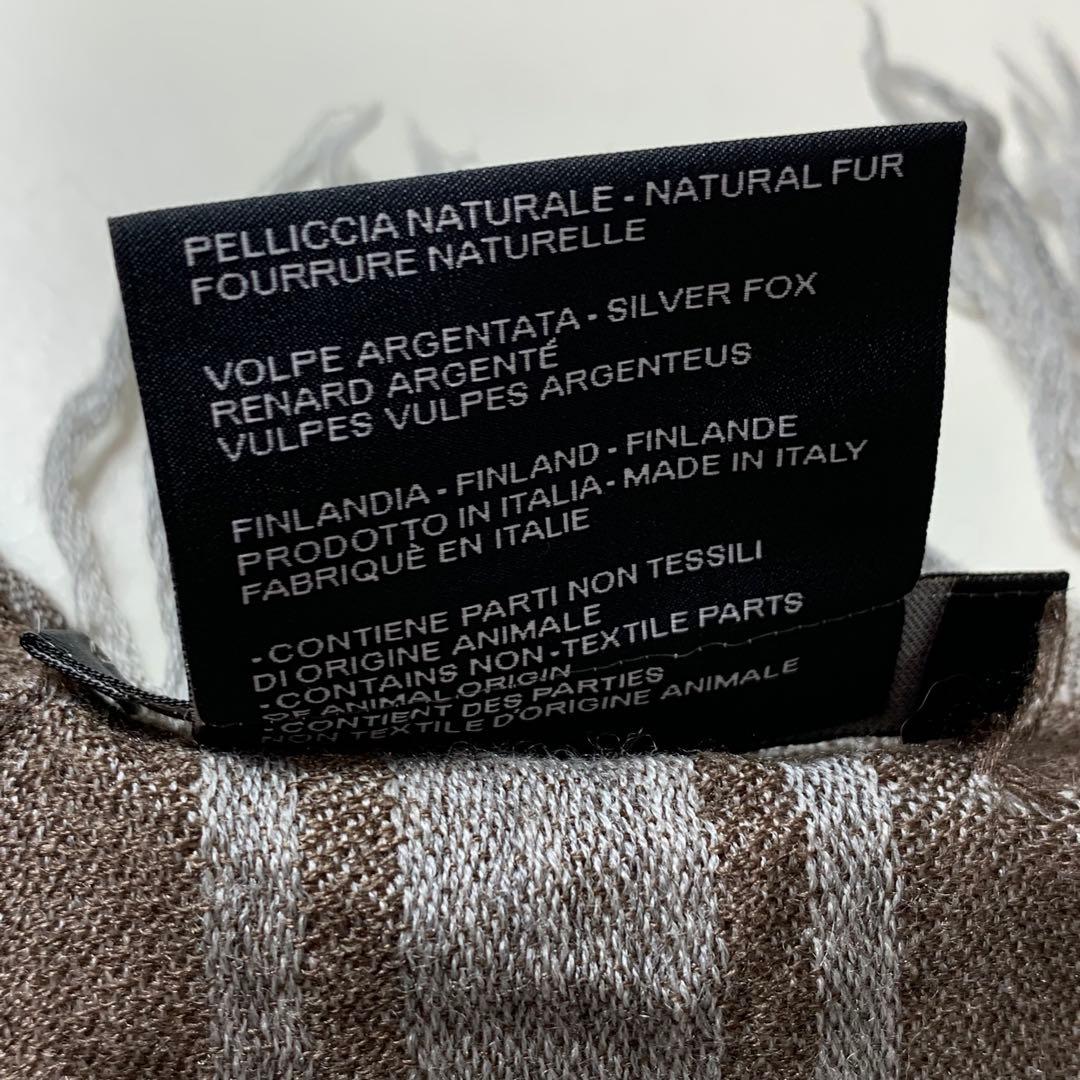 PELLICCIA NATURALE - NATURAL FUR
FOURRURE NATURELLE
VOLPE ARGENTATA - SILVER FOX
RENARD ARGENTÉ
VULPES VULPES ARGENTEUS
FINLANDIA - FINLAND - FINLANDE
PRODOTTO IN ITALIA - MADE IN ITALY
FABRIQUÈ EN ITALIE
- CONTIENE PARTI NON TESSILI
DI ORIGINE ANIMALE
- CONTAINS NON-TEXTILE PARTS
OF ANIMAL ORIGIN
- CONTIENT DES PARTIES
NON TEXTILE D'ORIGINE ANIMALE